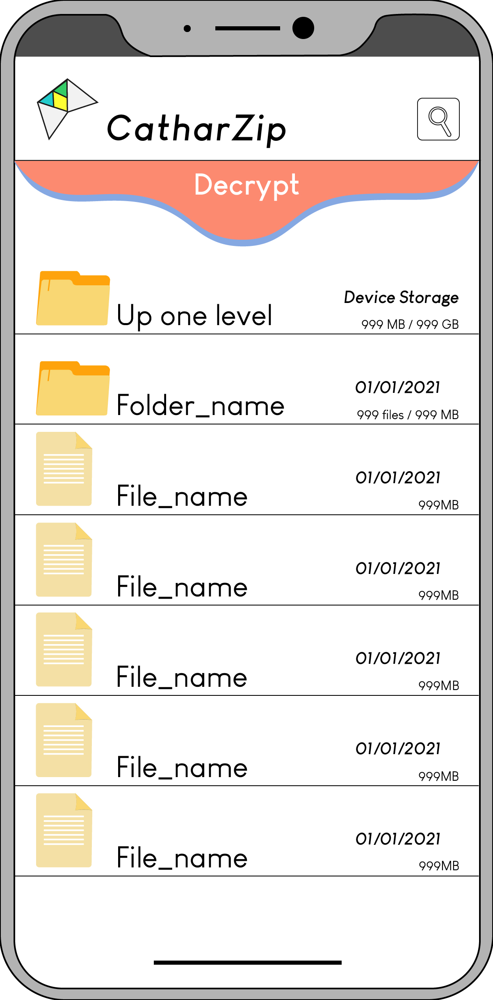 CatharZip
Decrypt
Up one level
Device Storage
999 MB / 999 GB
Folder_name
01/01/2021
999 files / 999 MB
File_name
01/01/2021
999MB
File_name
01/01/2021
999MB
File_name
01/01/2021
999MB
File_name
01/01/2021
999MB
File_name
01/01/2021
999MB